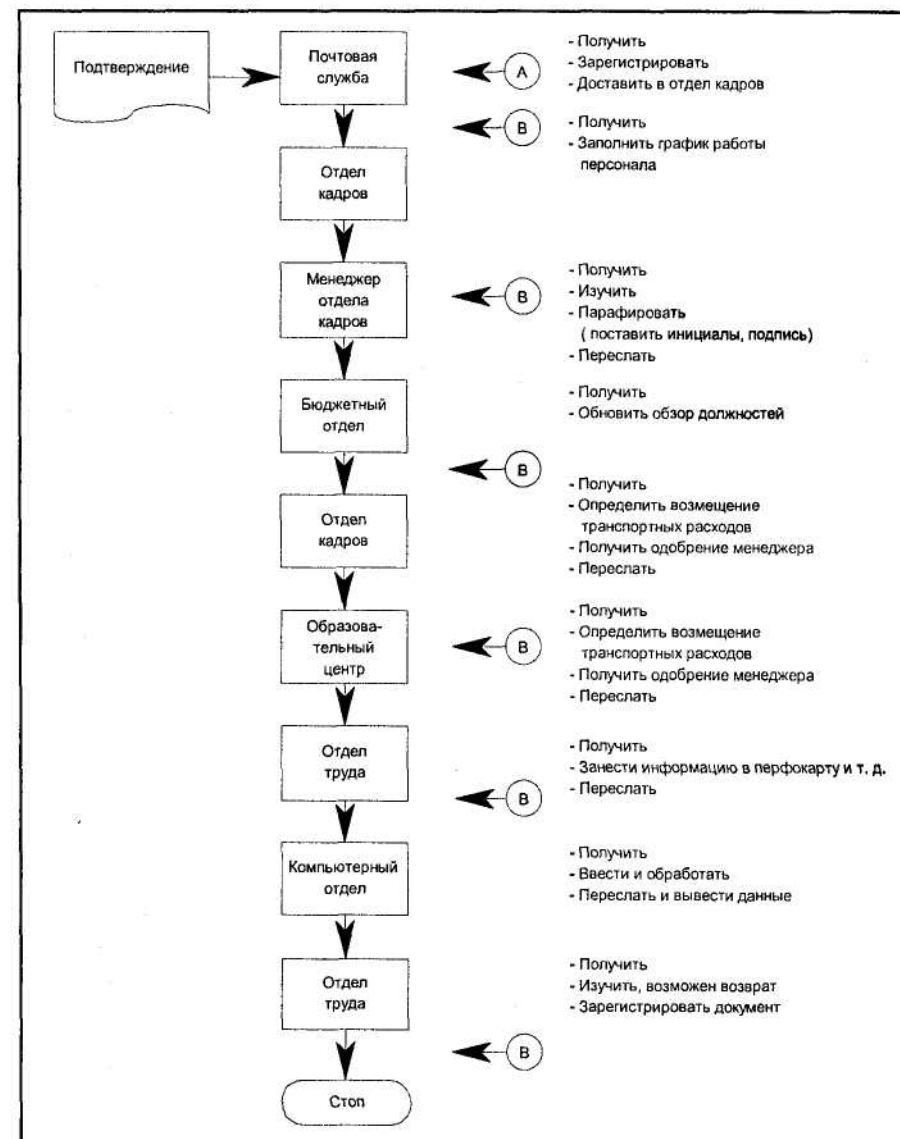 Подтверждение
Почтовая
служба
А
- Получить
- Зарегистрировать
- Доставить в отдел кадров
В
- Получить
- Заполнить график работы
персонала
Отдел
кадров
Менеджер
отдела
кадров
В
- Получить
- Изучить
- Парафировать
( поставить инициалы, подпись)
- Переслать
Бюджетный
отдел
- Получить
- Обновить обзор должностей
В
Отдел
кадров
- Получить
- Определить возмещение
транспортных расходов
- Получить одобрение менеджера
- Переслать
Образова-
тельный
центр
В
- Получить
- Определить возмещение
транспортных расходов
- Получить одобрение менеджера
- Переслать
Отдел
труда
- Получить
- Занести информацию в перфокарту и т. д.
- Переслать
В
Компьютерный
отдел
- Получить
- Ввести и обработать
- Переслать и вывести данные
Отдел
труда
- Получить
- Изучить, возможен возврат
- Зарегистрировать документ
В
Стоп